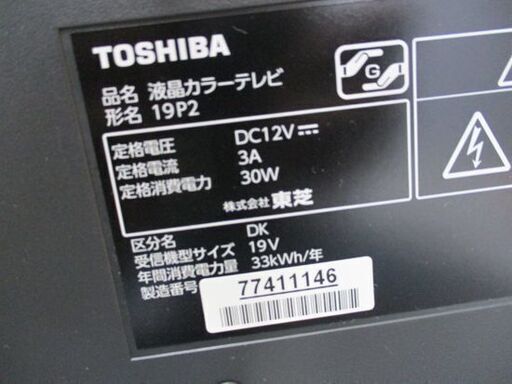 TOSHIBA
品名 液晶カラーテレビ
形名 19P2
G
定格電圧 DC12V⎓
定格電流 3A
定格消費電力 30W
株式会社 東芝
区分名 DK
受信機型サイズ 19V
年間消費電力量 33kWh/年
製造番号 77411146